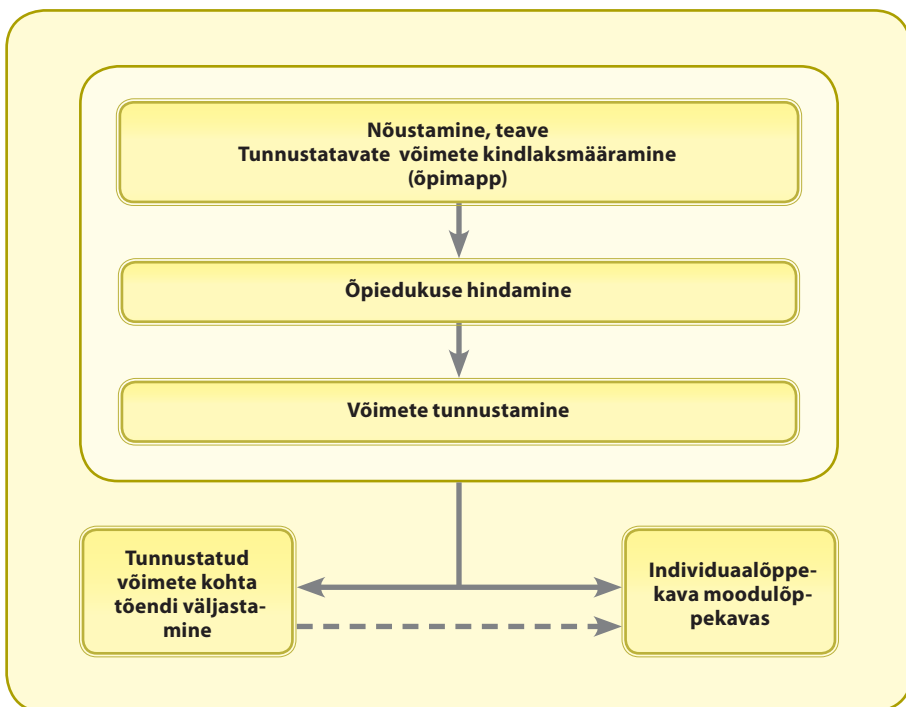 Nõustamine, teave
Tunnustatavate võimete kindlaksmääramine
(õpimapp)
Õpiedukuse hindamine
Võimete tunnustamine
Tunnustatud
võimete kohta
tõendi väljasta-
mine
Individuaalõppe-
kava moodulõp-
pekavas